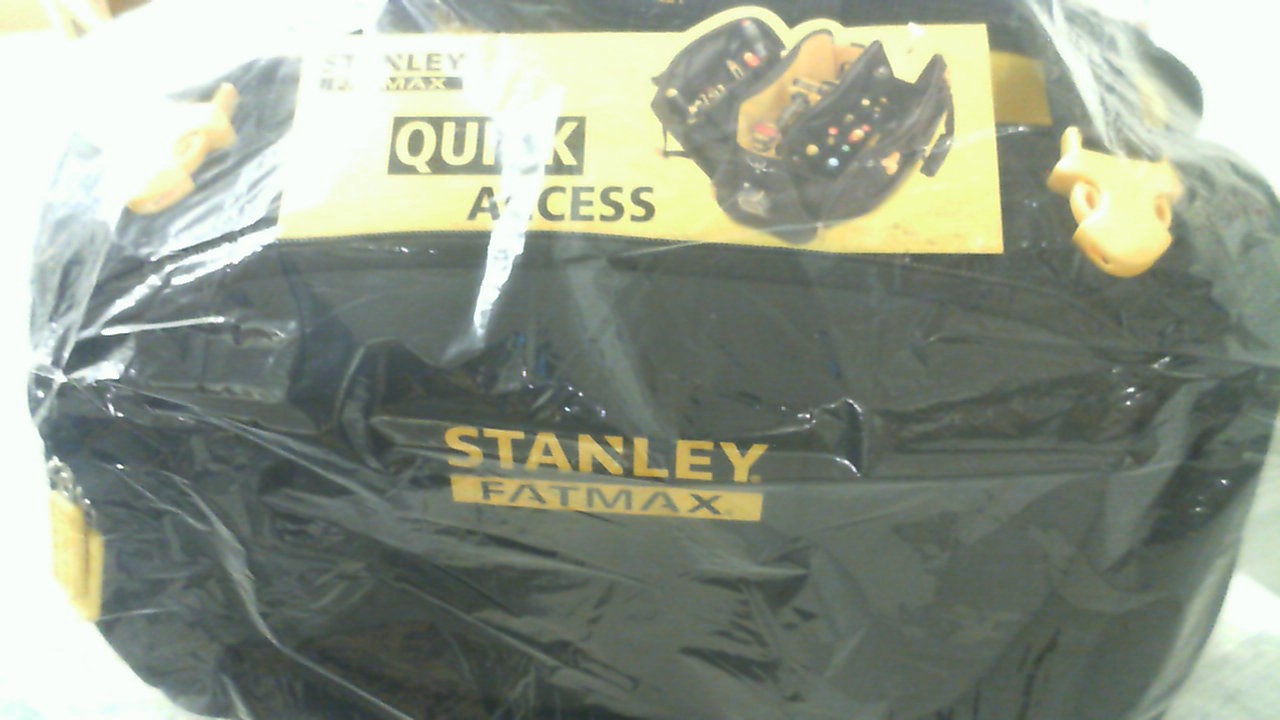 STANLEY
FATMAX
QUICK
ACCESS
STANLEY
FATMAX